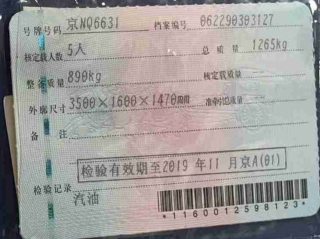 号牌号码 京NQ6631 档案编号 062290303127
核定载人数 5人 总质量 1265kg
整备质量 890kg 核定载质量
外廓尺寸 3500×1600×1470 准牵引总质量
备注
检验有效期至2019年11月京A(01)
检验记录
汽油
*1160012598123*